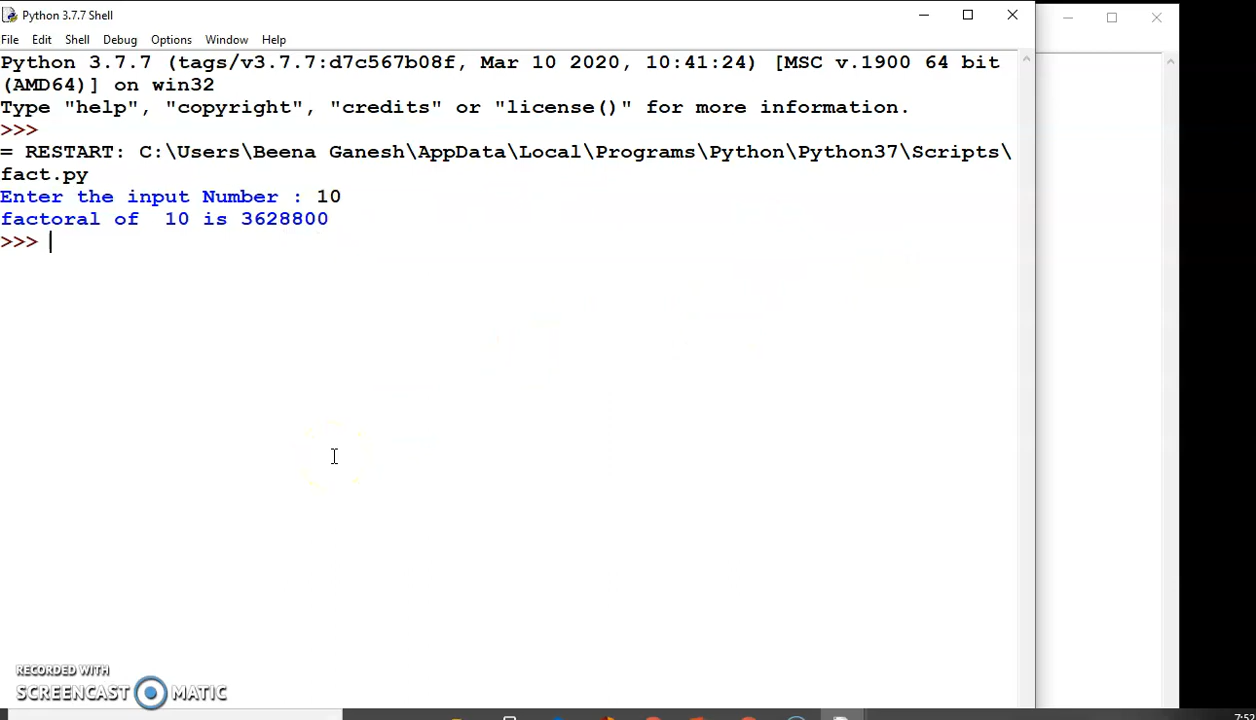 Python 3.7.7 Shell
File Edit Shell Debug Options Window Help
Python 3.7.7 (tags/v3.7.7:d7c567b08f, Mar 10 2020, 10:41:24) [MSC v.1900 64 bit
(AMD64)] on win32
Type "help", "copyright", "credits" or "license()" for more information.
>>>
= RESTART: C:\Users\Beena Ganesh\AppData\Local\Programs\Python\Python37\Scripts\
fact.py
Enter the input Number : 10
factoral of  10 is 3628800
>>>
RECORDED WITH
SCREENCAST MATIC